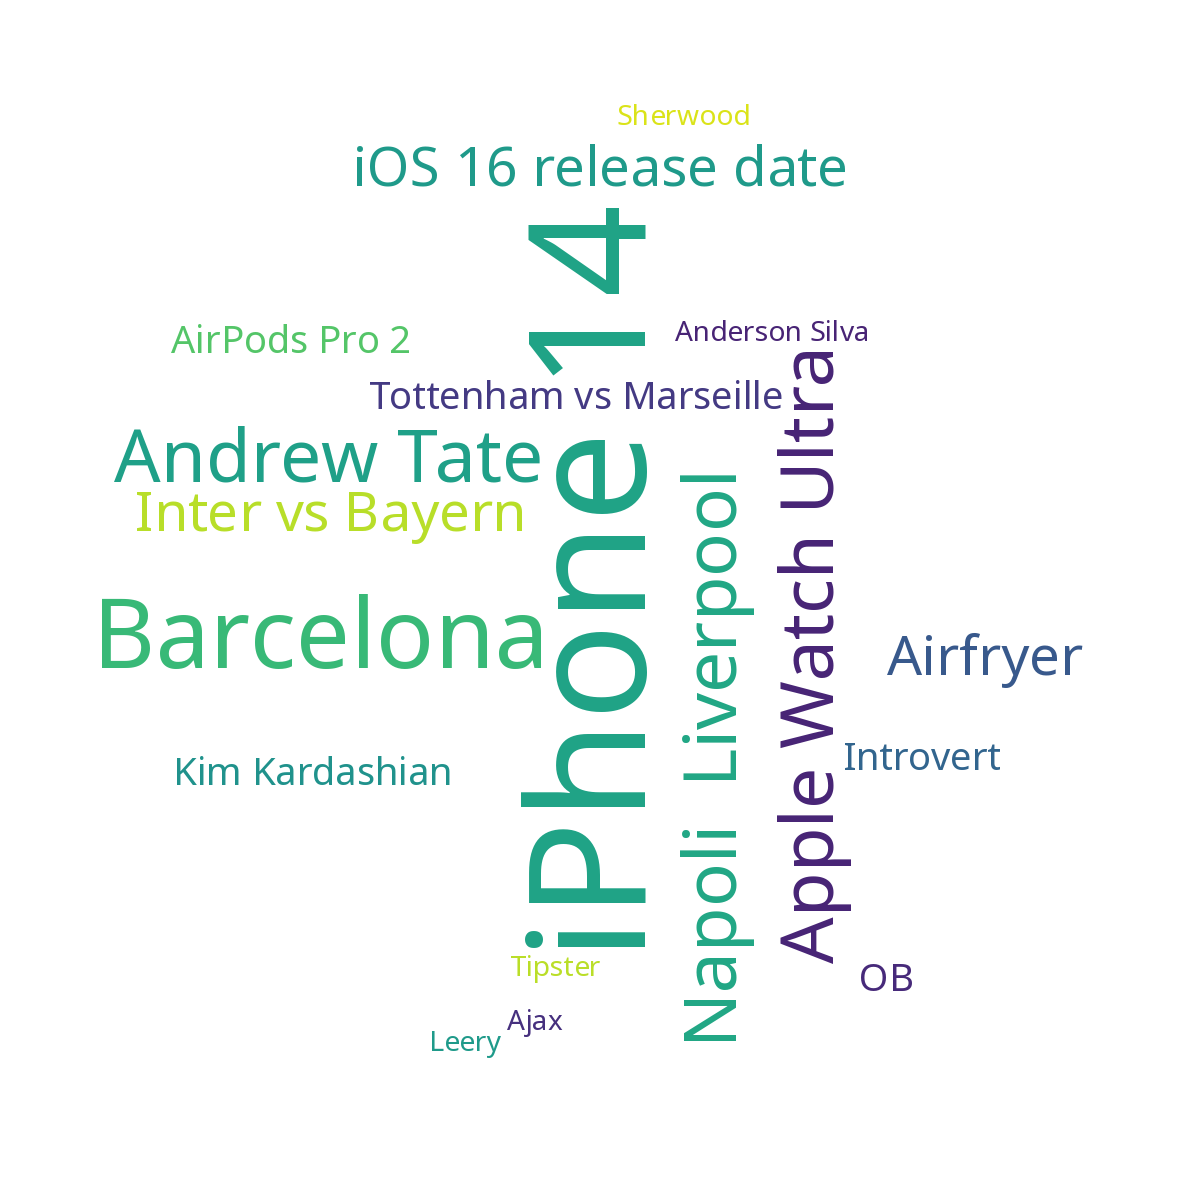 Sherwood
iOS 16 release date
iPhone 14
AirPods Pro 2
Anderson Silva
Tottenham vs Marseille
Andrew Tate
Inter vs Bayern
Barcelona
Napoli Liverpool
Apple Watch Ultra
Airfryer
Introvert
Kim Kardashian
Tipster
OB
Ajax
Leery